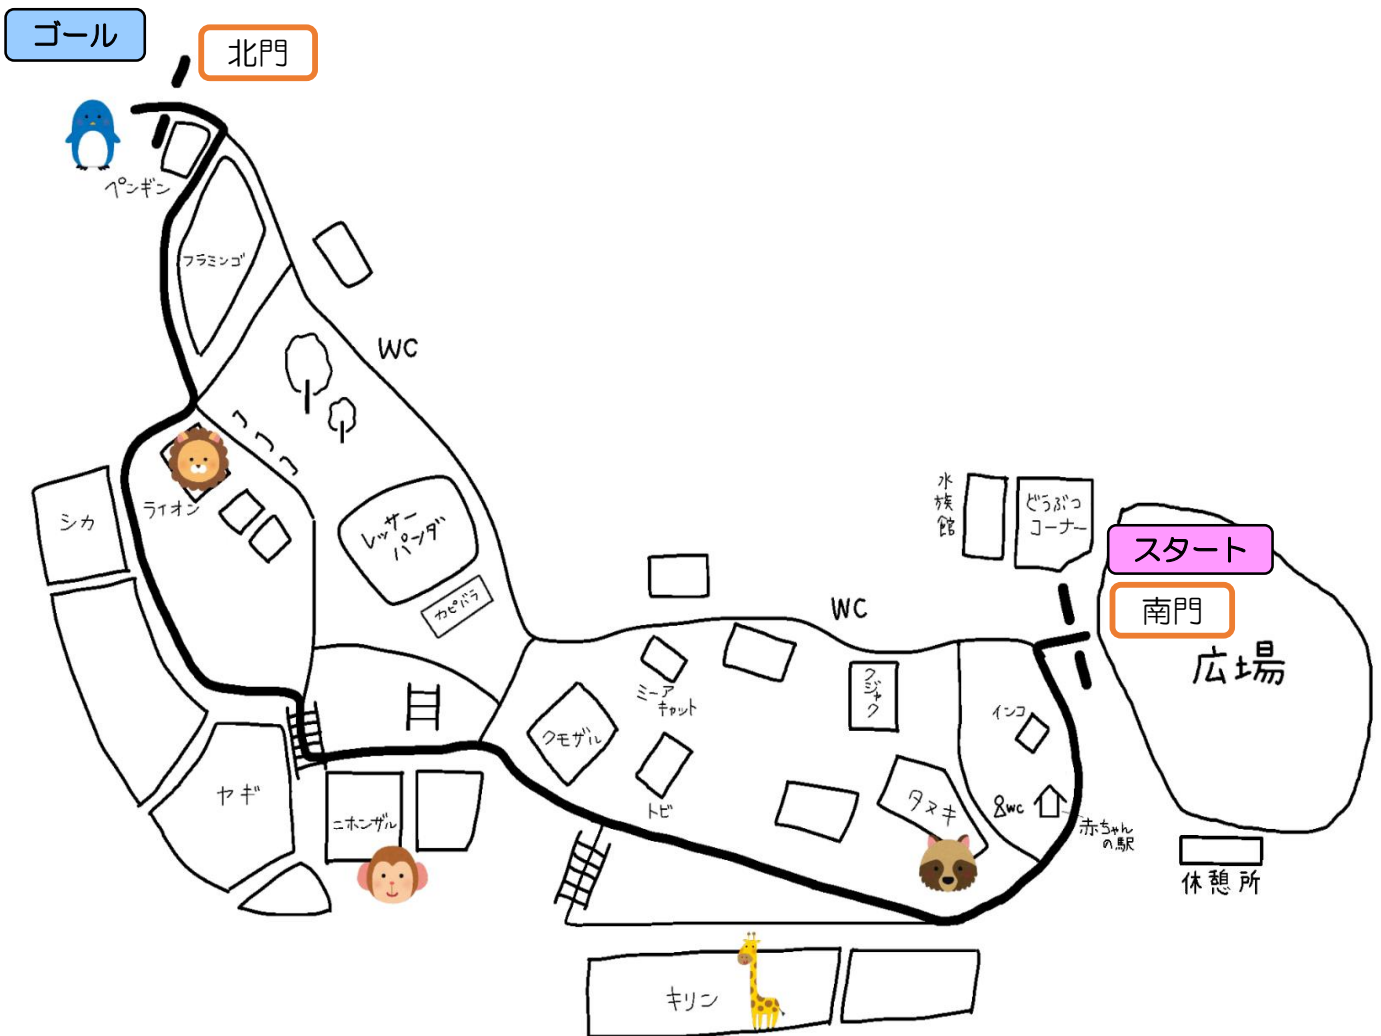 ゴール
北門
ペンギン
フラミンゴ
WC
ライオン
シカ
レッサー
パンダ
カピバラ
水族館
どうぶつ
コーナー
スタート
南門
広場
WC
ミーア
キャット
クジャク
インコ
クモザル
トビ
タヌキ
&WC
赤ちゃん
の駅
ヤギ
ニホンザル
休憩所
キリン